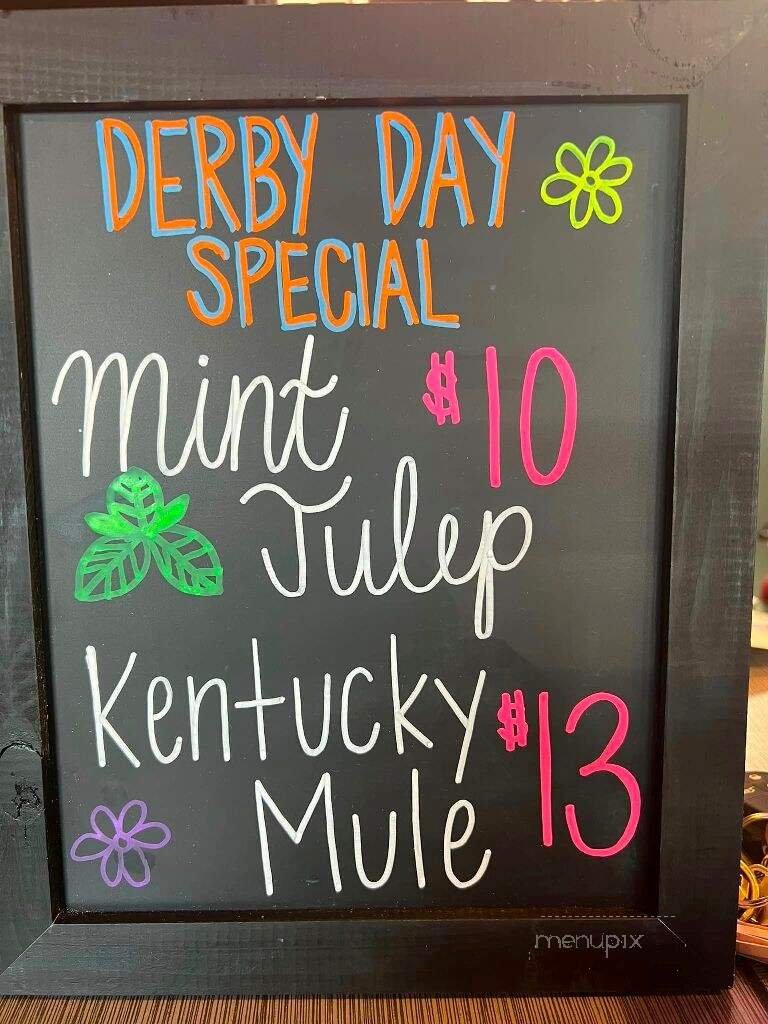 DERBY DAY
SPECIAL
Mint $10
Julep
Kentucky $13
Mule
menupix